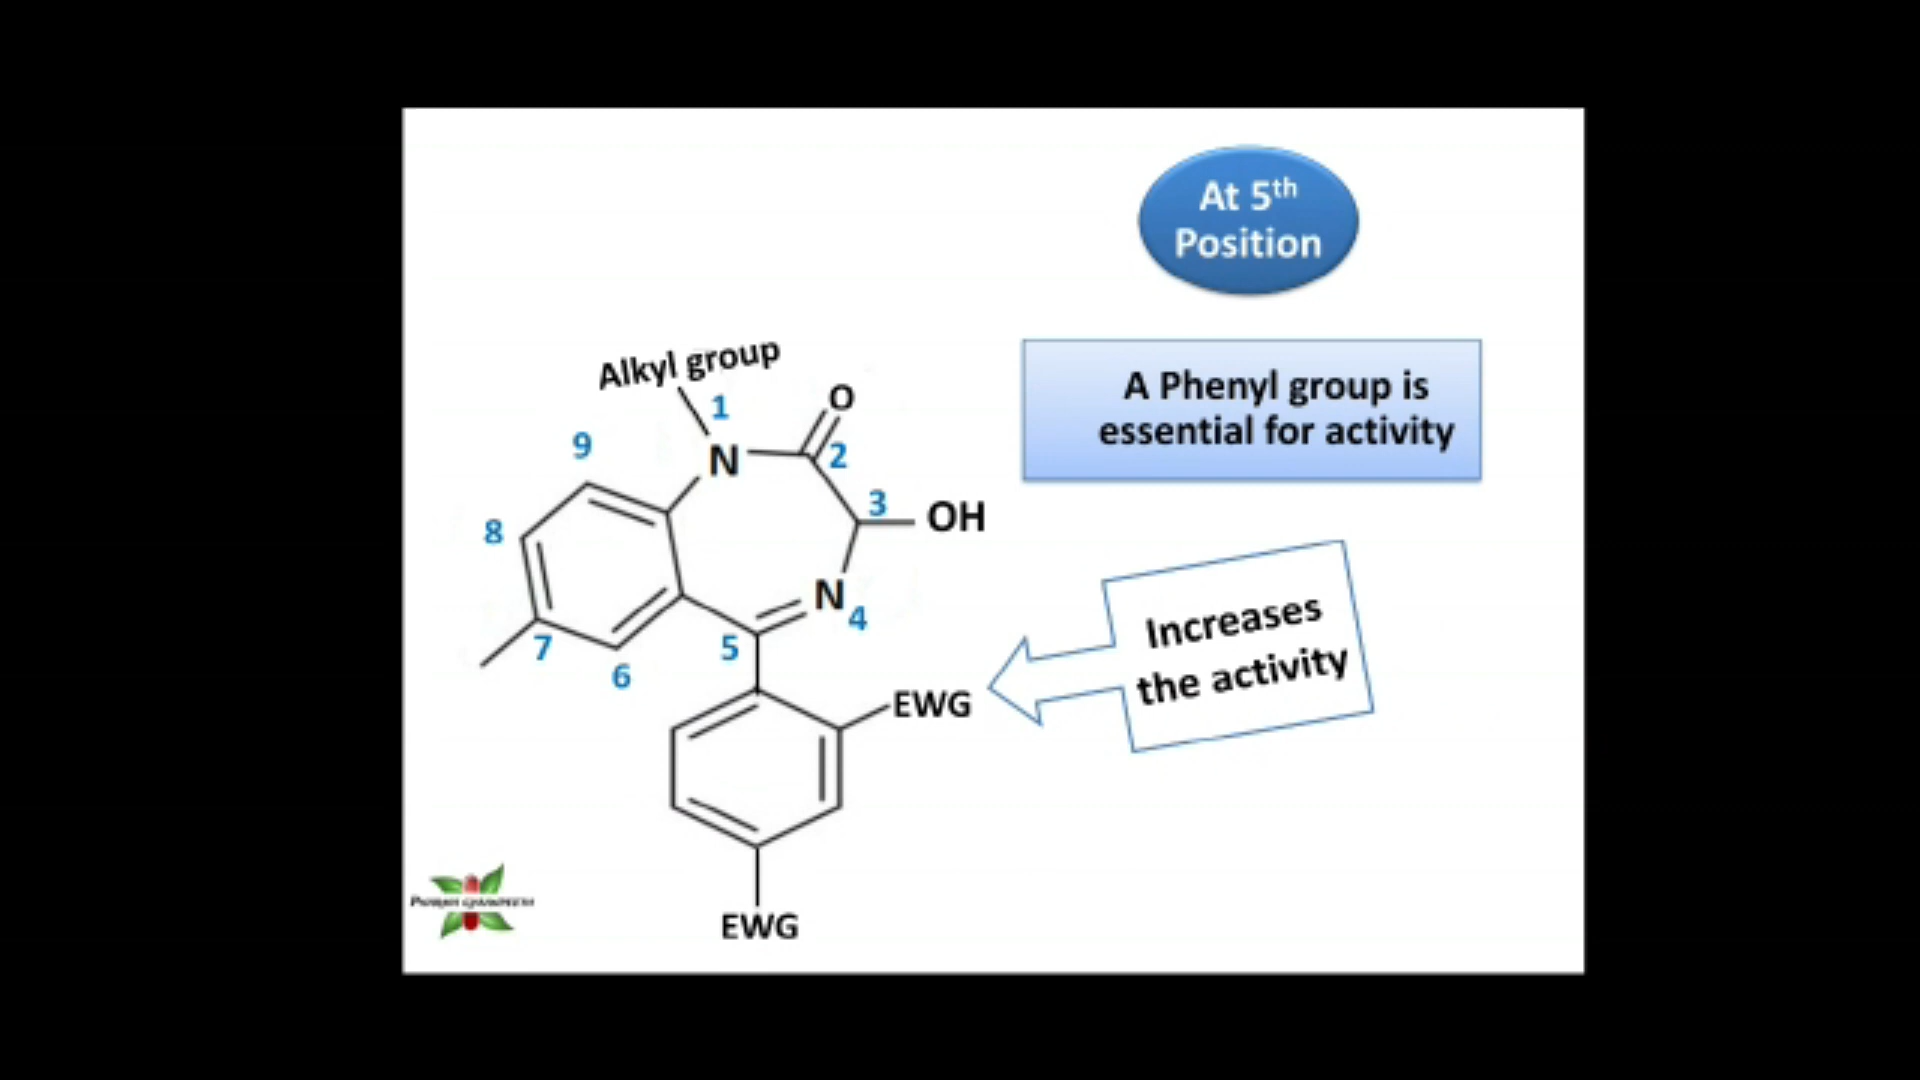 At 5th
Position
A Phenyl group is
essential for activity
Alkyl group
1
O
N
2
9
3
OH
8
N
4
5
7
6
Increases
the activity
EWG
EWG